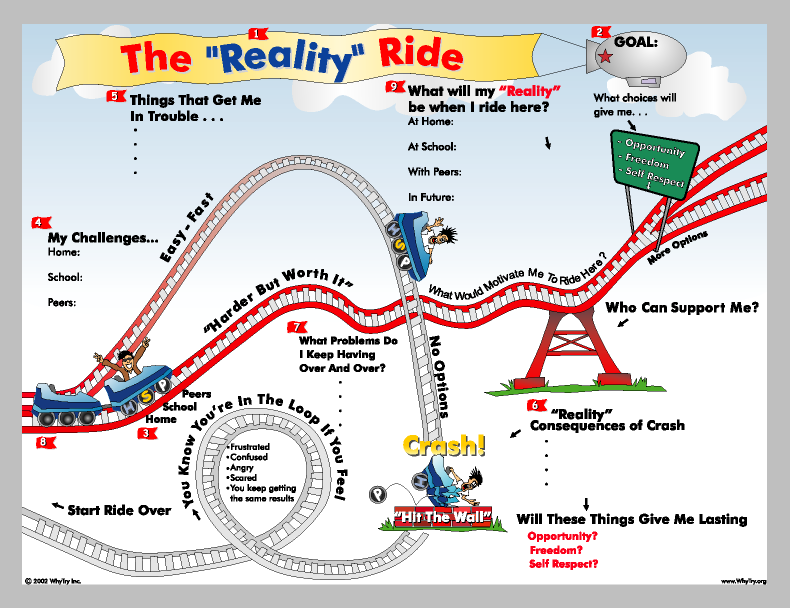 1
The "Reality" Ride
2
GOAL:
5
Things That Get Me
In Trouble . . .
•
•
•
•
9
What will my "Reality"
be when I ride here?
At Home:
At School:
With Peers:
In Future:
What choices will
give me. . .
- Opportunity
- Freedom
- Self Respect
4
My Challenges...
Home:
School:
Peers:
Easy - Fast
"Harder But Worth It"
H
S
P
What Would Motivate Me To Ride Here?
More Options
Who Can Support Me?
7
What Problems Do
I Keep Having
Over And Over?
•
•
•
•
No Options
H
S
P
Peers
School
Home
8
3
You Know You're In The Loop If You Feel
•Frustrated
•Confused
•Angry
•Scared
•You keep getting
the same results
Crash!
P
H
"Hit The Wall"
6
"Reality"
Consequences of Crash
•
•
•
•
Start Ride Over
Will These Things Give Me Lasting
Opportunity?
Freedom?
Self Respect?
© 2002 WhyTry Inc.
www.WhyTry.org